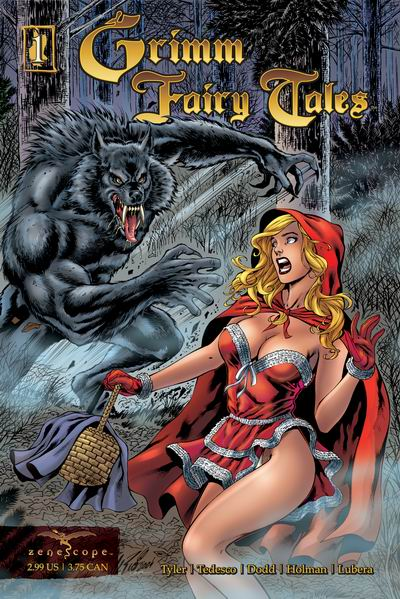 1
Grimm
Fairy Tales
zenescope
2.99 US | 3.75 CAN
Tyler | Tedesco | Dodd | Holman | Lubera